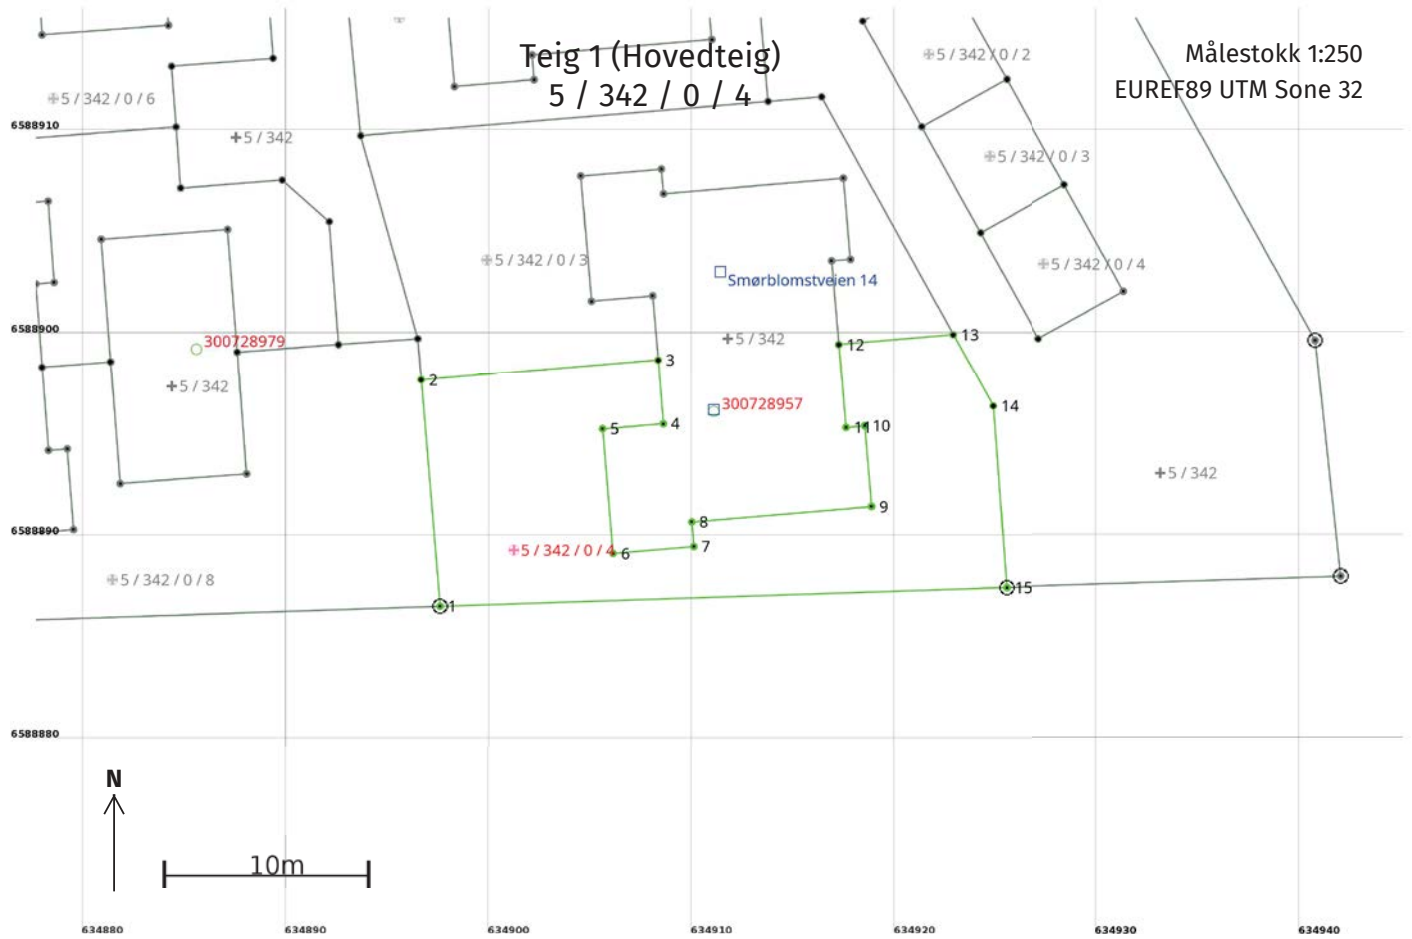 Teig 1 (Hovedteig)
5 / 342 / 0 / 4
Målestokk 1:250
EUREF89 UTM Sone 32
5 / 342 / 0 / 2
5 / 342 / 0 / 6
6588910
5 / 342
5 / 342 / 0 / 3
5 / 342 / 0 / 3
5 / 342 / 0 / 4
Smørblomstveien 14
6588900
300728979
5 / 342
12
13
3
2
5 / 342
300728957
14
4
5
11
10
5 / 342
9
8
6588890
7
6
5 / 342 / 0 / 4
5 / 342 / 0 / 8
15
1
6588880
N
10m
634880
634890
634900
634910
634920
634930
634940